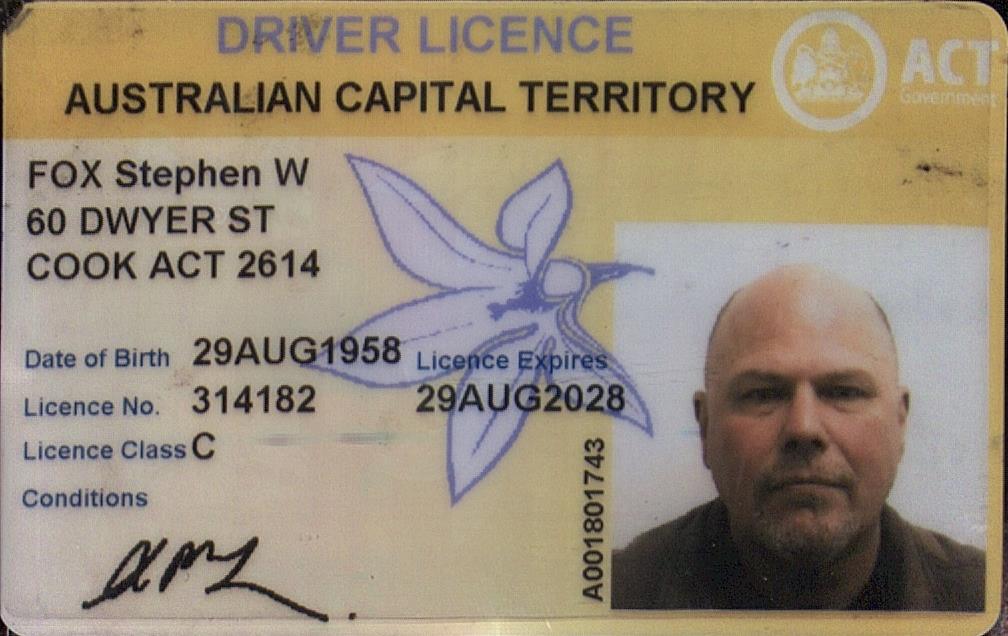 DRIVER LICENCE
AUSTRALIAN CAPITAL TERRITORY
ACT
Government
FOX Stephen W
60 DWYER ST
COOK ACT 2614
Date of Birth 29AUG1958 Licence Expires
Licence No. 314182 29AUG2028
Licence Class C
Conditions
A001801743